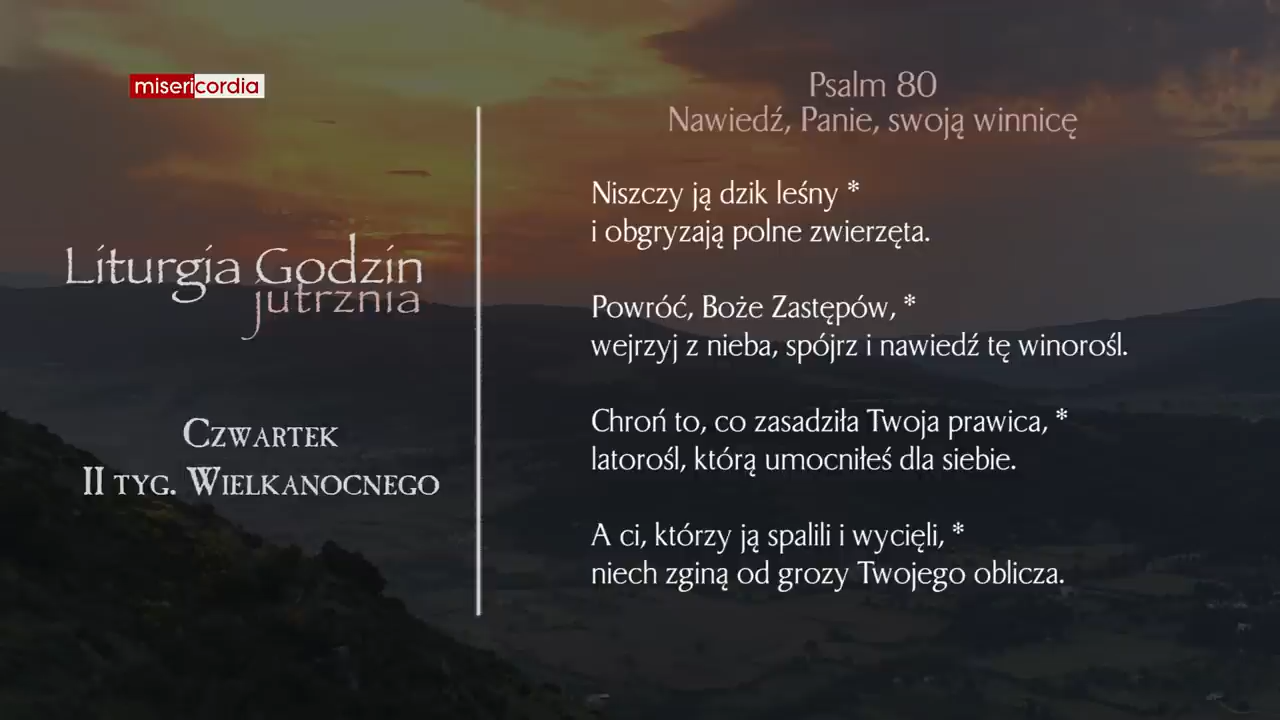 misericordia
Liturgia Godzin
jutrznia
Czwartek
II tyg. Wielkanocnego
Psalm 80
Nawiedź, Panie, swoją winnicę
Niszczy ją dzik leśny *
i obgryzają polne zwierzęta.
Powróć, Boże Zastępów, *
wejrzyj z nieba, spójrz i nawiedź tę winorośl.
Chroń to, co zasadziła Twoja prawica, *
latorośl, którą umocniłeś dla siebie.
A ci, którzy ją spalili i wycięli, *
niech zginą od grozy Twojego oblicza.